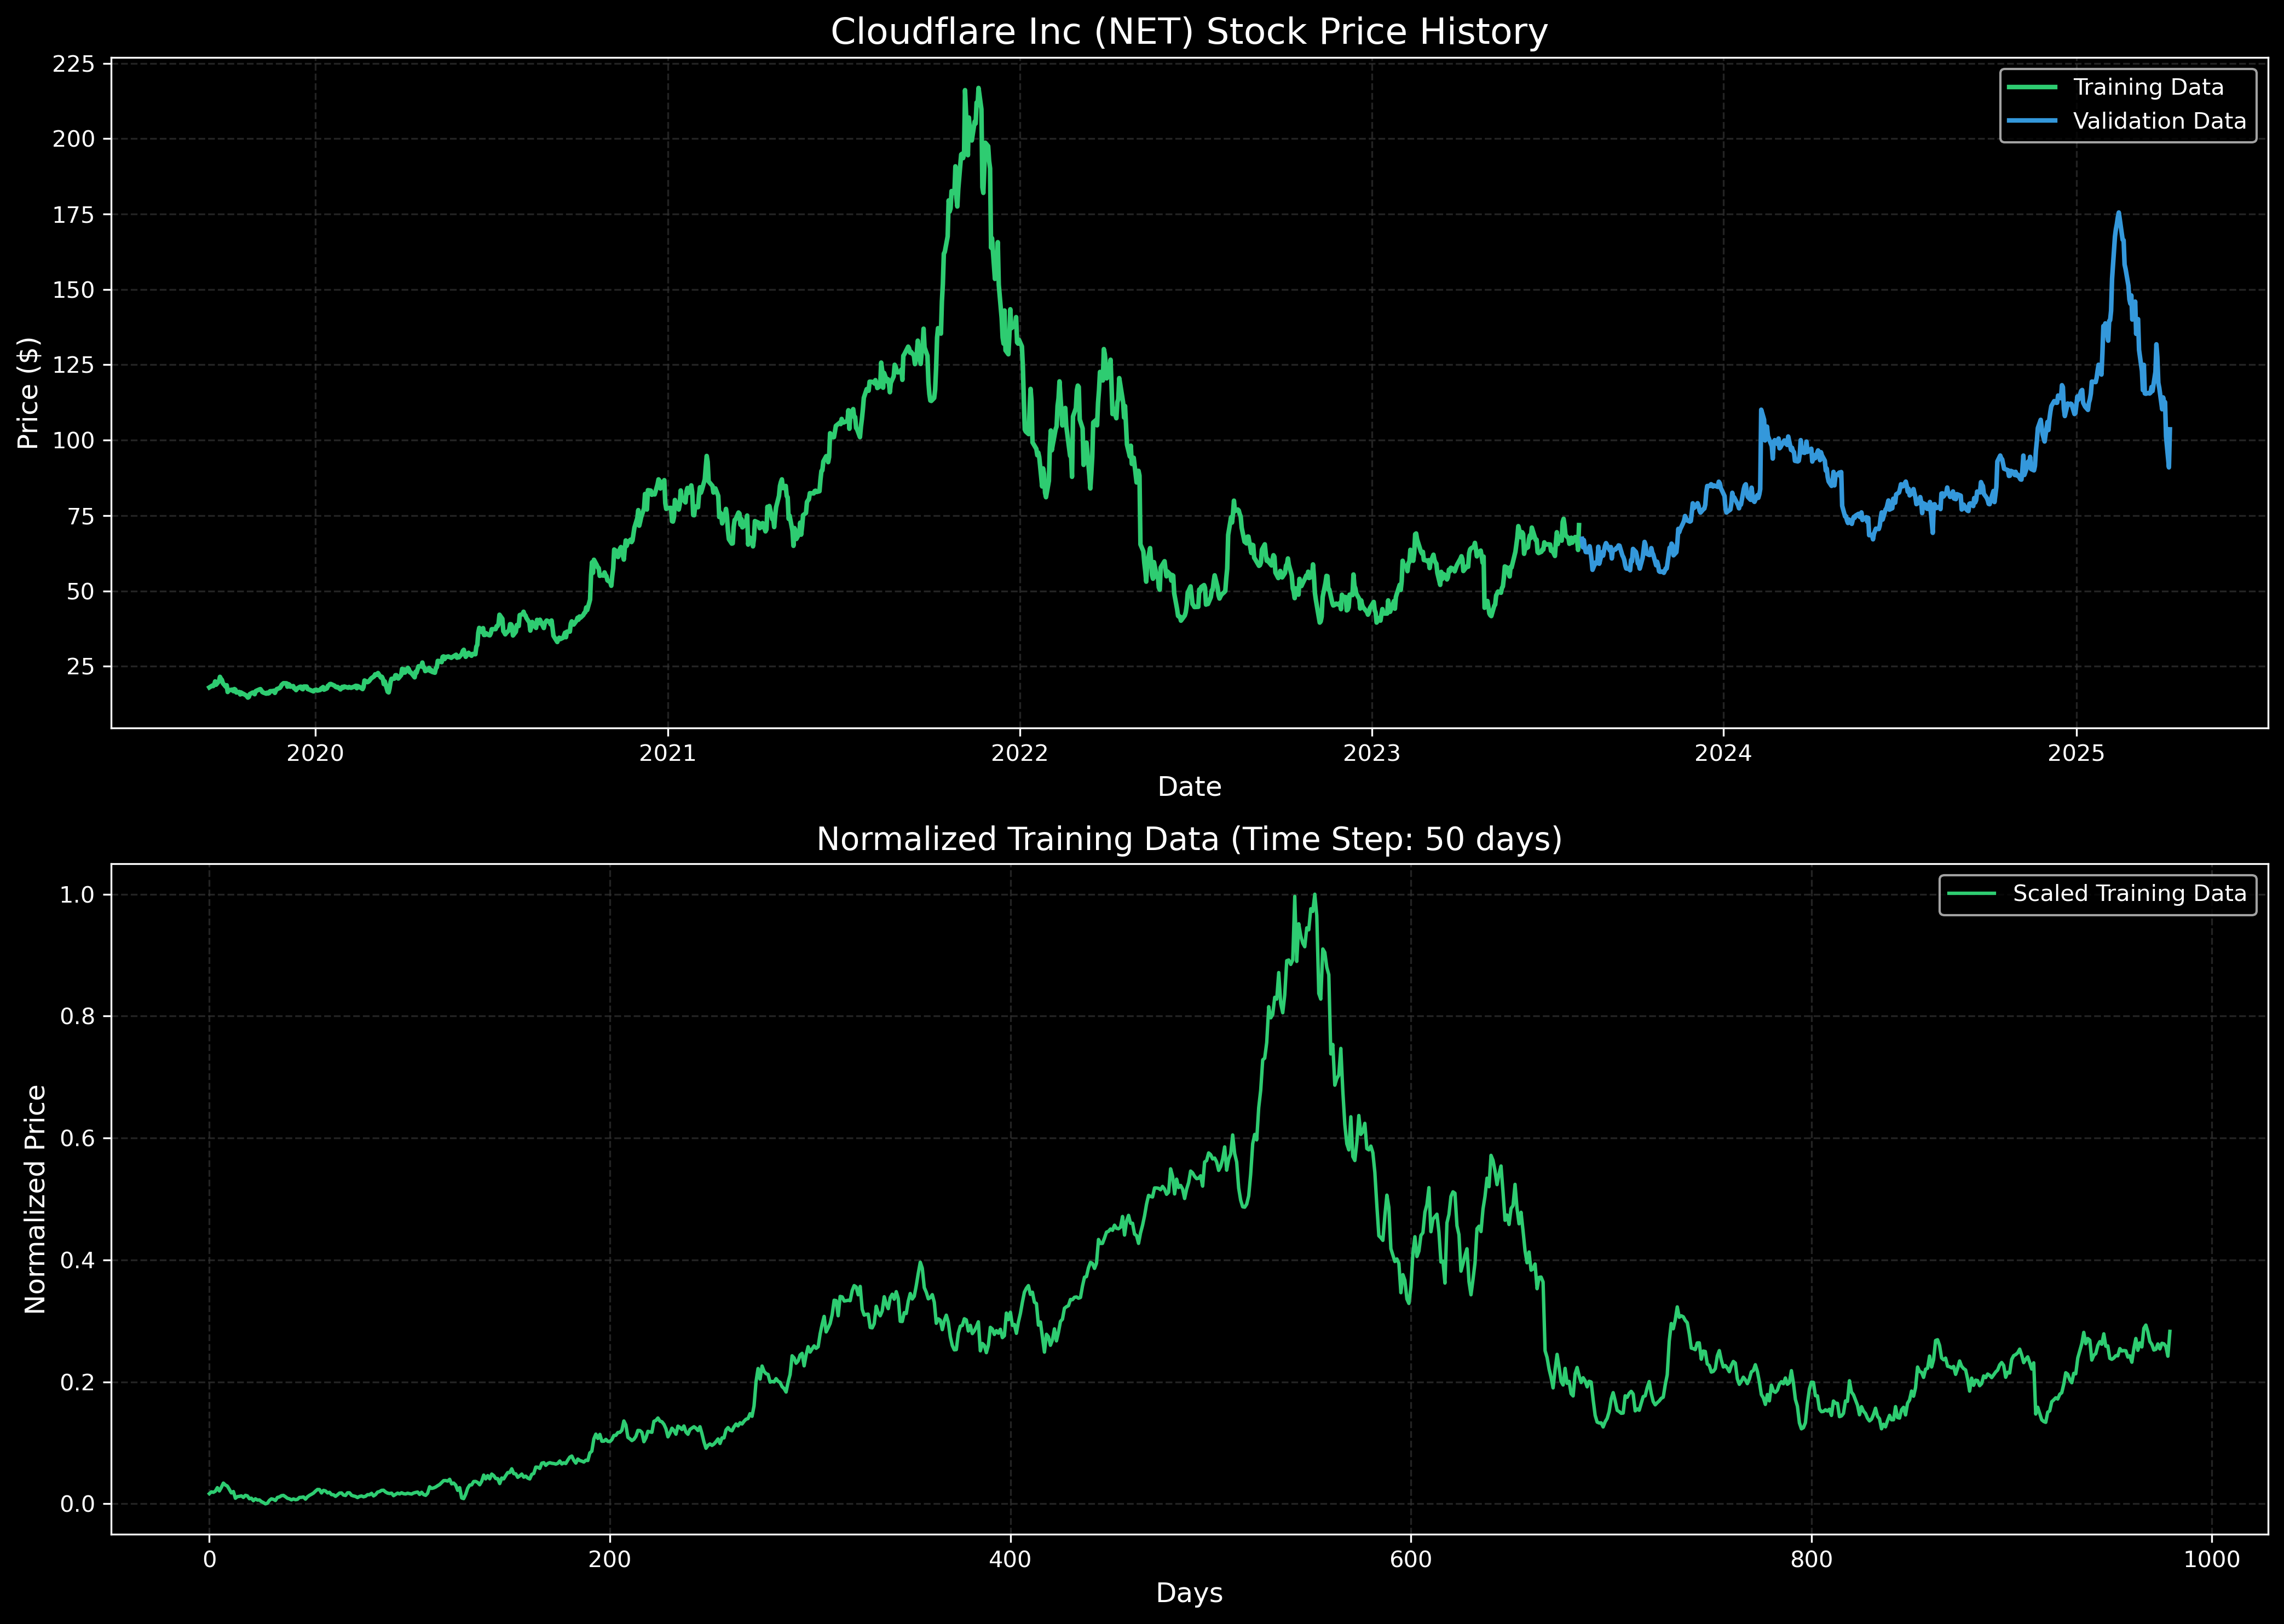 Cloudflare Inc (NET) Stock Price History
225
200
175
150
125
100
75
50
25
Price ($)
Training Data
Validation Data
2020 2021 2022 2023 2024 2025
Date
Normalized Training Data (Time Step: 50 days)
1.0
0.8
0.6
0.4
0.2
0.0
Normalized Price
Scaled Training Data
0 200 400 600 800 1000
Days